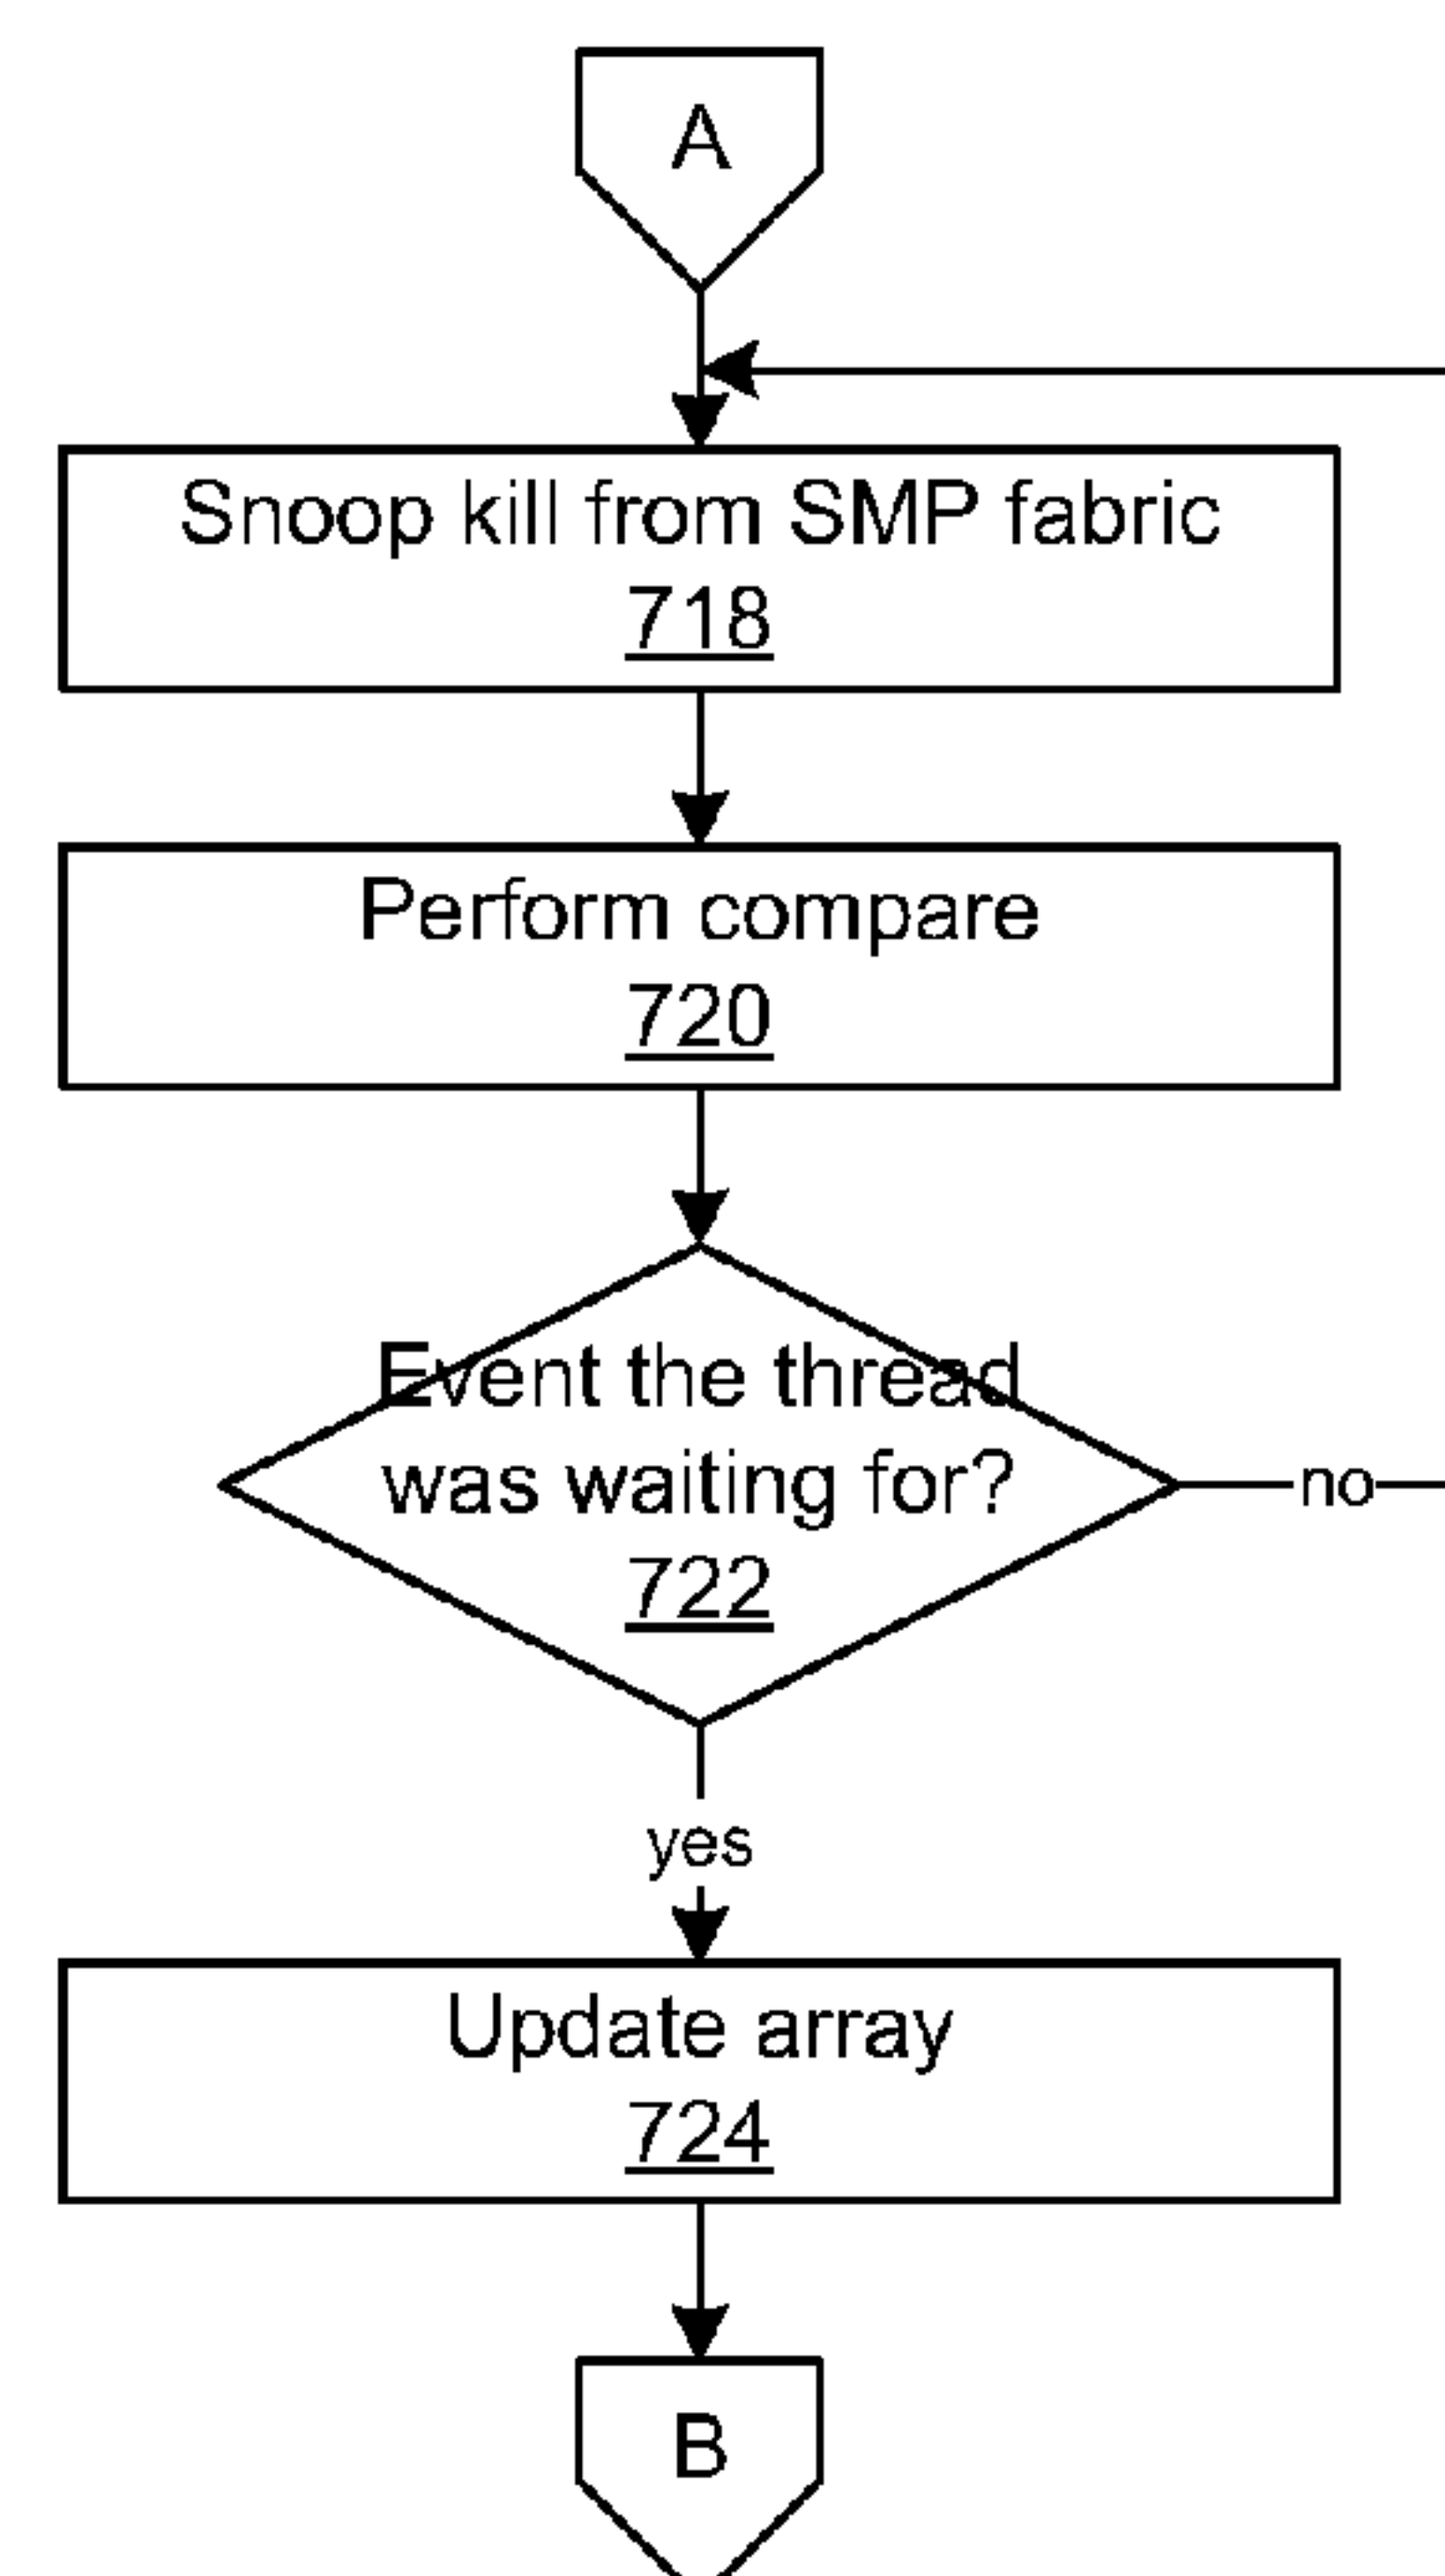 A
Snoop kill from SMP fabric
718
Perform compare
720
Event the thread
was waiting for?
722
no
yes
Update array
724
B